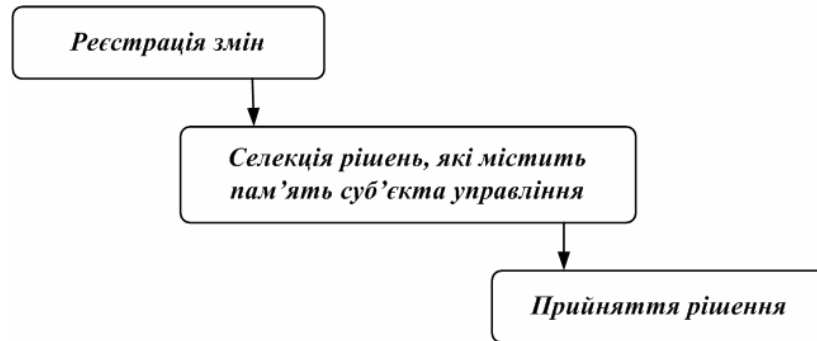 Реєстрація змін
Селекція рішень, які містить
пам’ять суб’єкта управління
Прийняття рішення